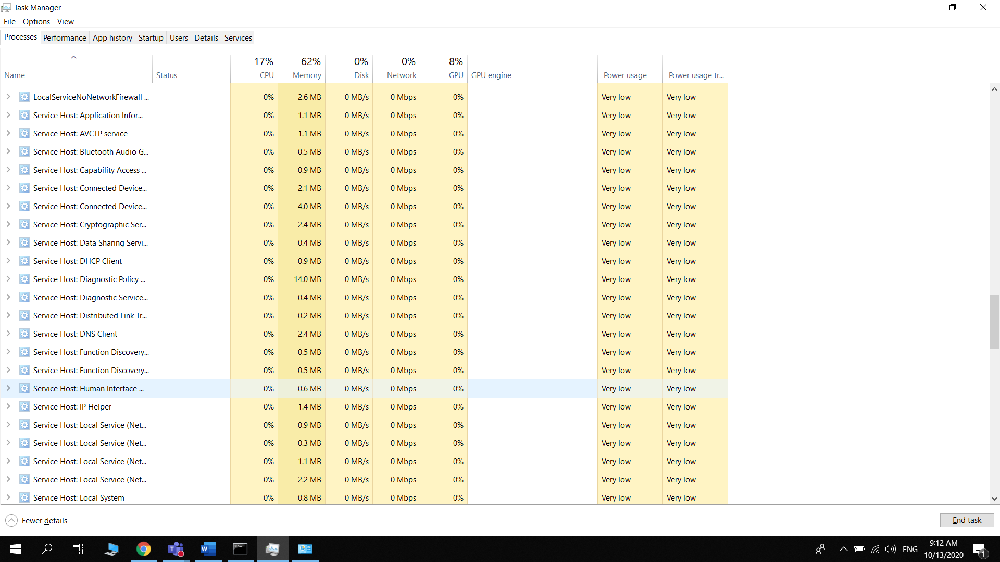 Task Manager
File Options View
Processes Performance App history Startup Users Details Services
17% 62% 0% 0% 8%
Name Status CPU Memory Disk Network GPU GPU engine Power usage Power usage tr...
LocalServiceNoNetworkFirewall ... 0% 2.6 MB 0 MB/s 0 Mbps 0% Very low Very low
Service Host: Application Infor... 0% 1.1 MB 0 MB/s 0 Mbps 0% Very low Very low
Service Host: AVCTP service 0% 1.1 MB 0 MB/s 0 Mbps 0% Very low Very low
Service Host: Bluetooth Audio G... 0% 0.5 MB 0 MB/s 0 Mbps 0% Very low Very low
Service Host: Capability Access ... 0% 0.9 MB 0 MB/s 0 Mbps 0% Very low Very low
Service Host: Connected Device... 0% 2.1 MB 0 MB/s 0 Mbps 0% Very low Very low
Service Host: Connected Device... 0% 4.0 MB 0 MB/s 0 Mbps 0% Very low Very low
Service Host: Cryptographic Ser... 0% 2.4 MB 0 MB/s 0 Mbps 0% Very low Very low
Service Host: Data Sharing Servi... 0% 0.4 MB 0 MB/s 0 Mbps 0% Very low Very low
Service Host: DHCP Client 0% 0.9 MB 0 MB/s 0 Mbps 0% Very low Very low
Service Host: Diagnostic Policy ... 0% 14.0 MB 0 MB/s 0 Mbps 0% Very low Very low
Service Host: Diagnostic Service... 0% 0.4 MB 0 MB/s 0 Mbps 0% Very low Very low
Service Host: Distributed Link Tr... 0% 0.2 MB 0 MB/s 0 Mbps 0% Very low Very low
Service Host: DNS Client 0% 2.4 MB 0 MB/s 0 Mbps 0% Very low Very low
Service Host: Function Discovery... 0% 0.5 MB 0 MB/s 0 Mbps 0% Very low Very low
Service Host: Function Discovery... 0% 0.5 MB 0 MB/s 0 Mbps 0% Very low Very low
Service Host: Human Interface ... 0% 0.6 MB 0 MB/s 0 Mbps 0% Very low Very low
Service Host: IP Helper 0% 1.4 MB 0 MB/s 0 Mbps 0% Very low Very low
Service Host: Local Service (Net... 0% 0.9 MB 0 MB/s 0 Mbps 0% Very low Very low
Service Host: Local Service (Net... 0% 0.3 MB 0 MB/s 0 Mbps 0% Very low Very low
Service Host: Local Service (Net... 0% 1.1 MB 0 MB/s 0 Mbps 0% Very low Very low
Service Host: Local Service (Net... 0% 2.2 MB 0 MB/s 0 Mbps 0% Very low Very low
Service Host: Local System 0% 0.8 MB 0 MB/s 0 Mbps 0% Very low Very low
Fewer details End task
T W ENG 9:12 AM
10/13/2020 1